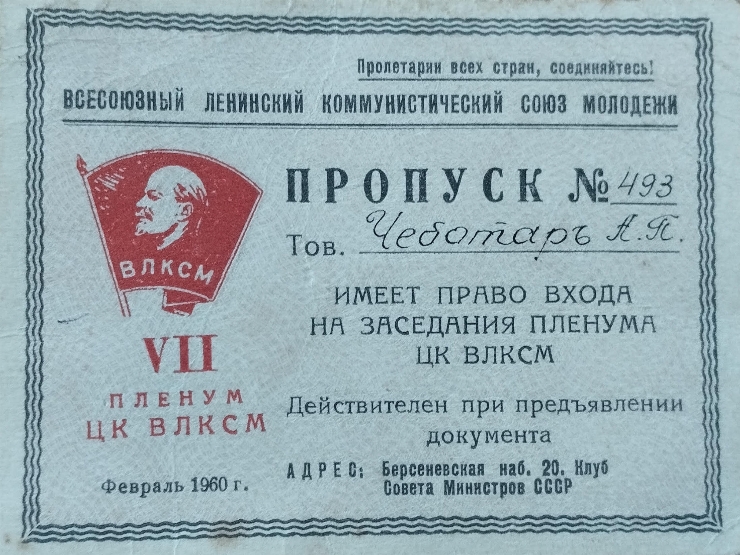 Пролетарии всех стран, соединяйтесь!
ВСЕСОЮЗНЫЙ ЛЕНИНСКИЙ КОММУНИСТИЧЕСКИЙ СОЮЗ МОЛОДЕЖИ
ВЛКСМ
VII
ПЛЕНУМ
ЦК ВЛКСМ
Февраль 1960 г.
ПРОПУСК № 493
Тов. Чеботаръ А.П.
ИМЕЕТ ПРАВО ВХОДА
НА ЗАСЕДАНИЯ ПЛЕНУМА
ЦК ВЛКСМ
Действителен при предъявлении
документа
АДРЕС: Берсеневская наб. 20. Клуб
Совета Министров СССР